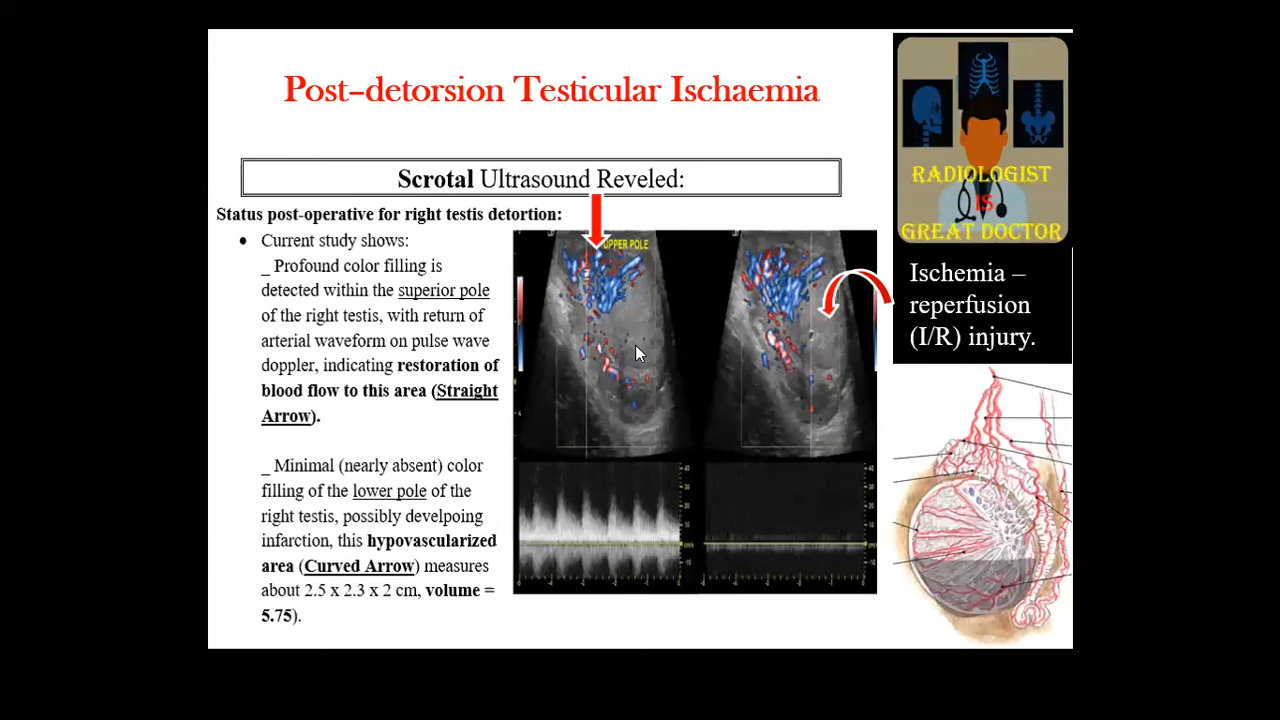 Post-detorsion Testicular Ischaemia
Scrotal Ultrasound Reveled:
Status post-operative for right testis detortion:
• Current study shows:
_ Profound color filling is
detected within the superior pole
of the right testis, with return of
arterial waveform on pulse wave
doppler, indicating restoration of
blood flow to this area (Straight
Arrow).
_ Minimal (nearly absent) color
filling of the lower pole of the
right testis, possibly develpoing
infarction, this hypovascularized
area (Curved Arrow) measures
about 2.5 x 2.3 x 2 cm, volume =
5.75).
UPPER POLE
RADIOLOGIST
IS
GREAT DOCTOR
Ischemia –
reperfusion
(I/R) injury.